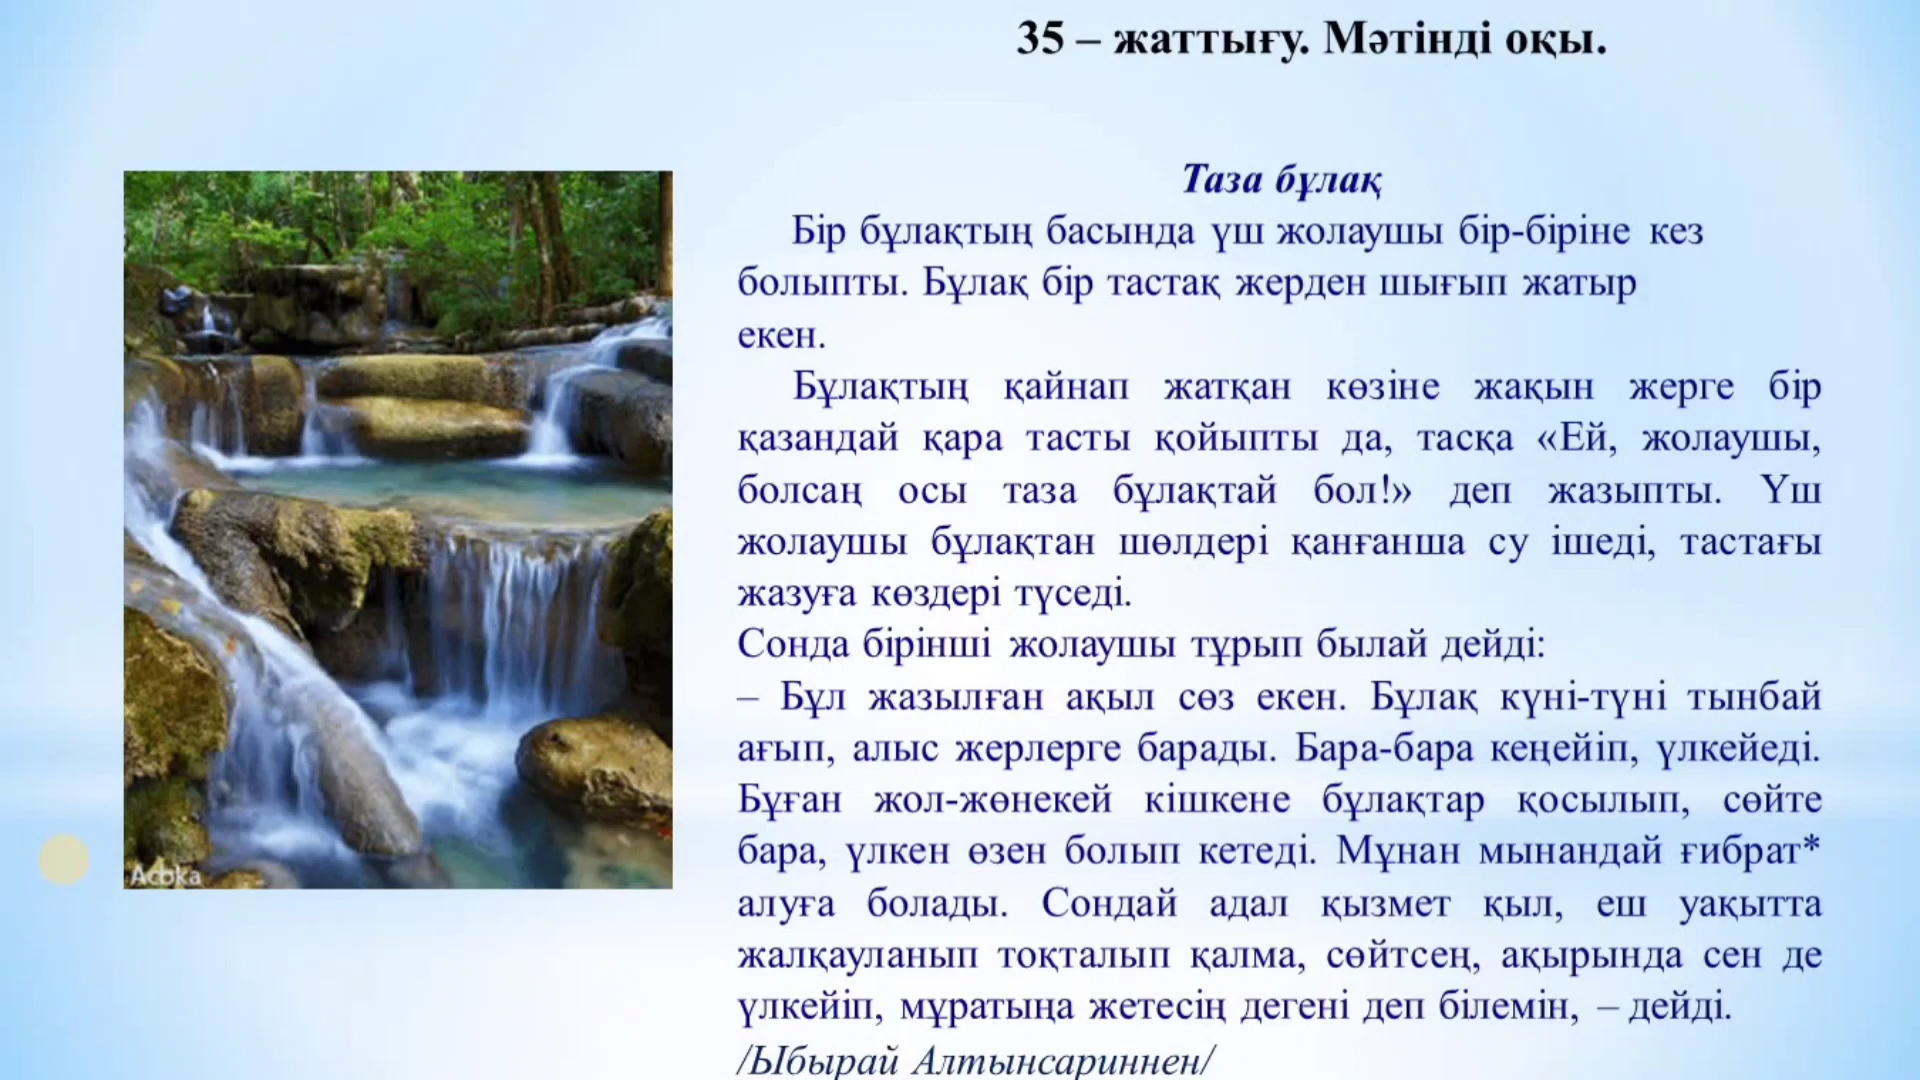 35 – жаттығу. Мәтінді оқы.
Таза бұлақ
Бір бұлақтың басында үш жолаушы бір-біріне кез
болыпты. Бұлақ бір тастақ жерден шығып жатыр
екен.
Бұлақтың қайнап жатқан көзіне жақын жерге бір
қазандай қара тасты қойыпты да, тасқа «Ей, жолаушы,
болсаң осы таза бұлақтай бол!» деп жазыпты. Үш
жолаушы бұлақтан шөлдері қанғанша су ішеді, тастағы
жазуға көздері түседі.
Сонда бірінші жолаушы тұрып былай дейді:
– Бұл жазылған ақыл сөз екен. Бұлақ күні-түні тынбай
ағып, алыс жерлерге барады. Бара-бара кеңейіп, үлкейеді.
Бұған жол-жөнекей кішкене бұлақтар қосылып, сөйте
бара, үлкен өзен болып кетеді. Мұнан мынандай ғибрат*
алуға болады. Сондай адал қызмет қыл, еш уақытта
жалқауланып тоқталып қалма, сөйтсең, ақырында сен де
үлкейіп, мұратыңа жетесің дегені деп білемін, – дейді.
/Ыбырай Алтынсариннен/